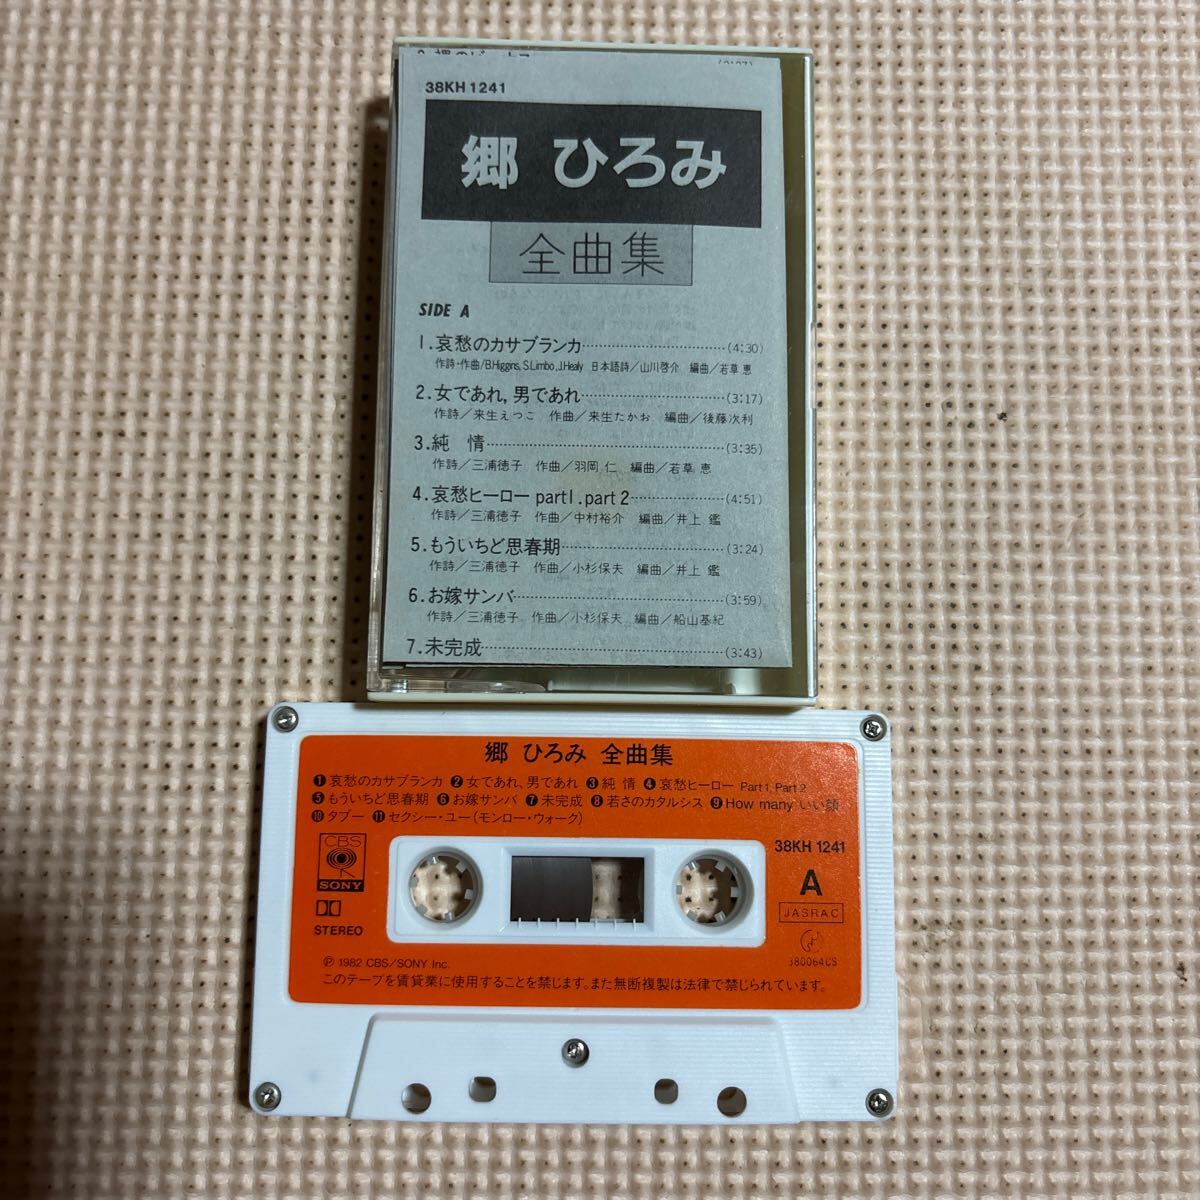 38KH 1241
郷 ひろみ
全曲集
SIDE A
1.哀愁のカサブランカ……(4:30)
作詩・作曲/B.Higgins, S.Limbo, J.Healy 日本語詩/山川啓介 編曲/若草 恵
2.女であれ,男であれ……(3:17)
作詩/来生えつこ 作曲/来生たかお 編曲/後藤次利
3.純 情……(3:35)
作詩/三浦徳子 作曲/羽岡 仁 編曲/若草 恵
4.哀愁ヒーロー part1.part2……(4:51)
作詩/三浦徳子 作曲/中村裕介 編曲/井上 鑑
5.もういちど思春期……(3:24)
作詩/三浦徳子 作曲/小杉保夫 編曲/井上 鑑
6.お嫁サンバ……(3:59)
作詩/三浦徳子 作曲/小杉保夫 編曲/船山基紀
7.未完成……(3:43)
郷 ひろみ 全曲集
❶哀愁のカサブランカ ❷女であれ、男であれ ❸純 情 ❹哀愁ヒーロー Part1, Part2
❺もういちど思春期 ❻お嫁サンバ ❼未完成 ❽若さのカタルシス ❾How many いい顔
❿タブー ⓫セクシー・ユー(モンロー・ウォーク)
CBS
SONY
STEREO
38KH 1241
A
JASRAC
380064CS
Ⓟ 1982 CBS/SONY Inc.
このテープを賃貸業に使用することを禁じます。また無断複製は法律で禁じられています。